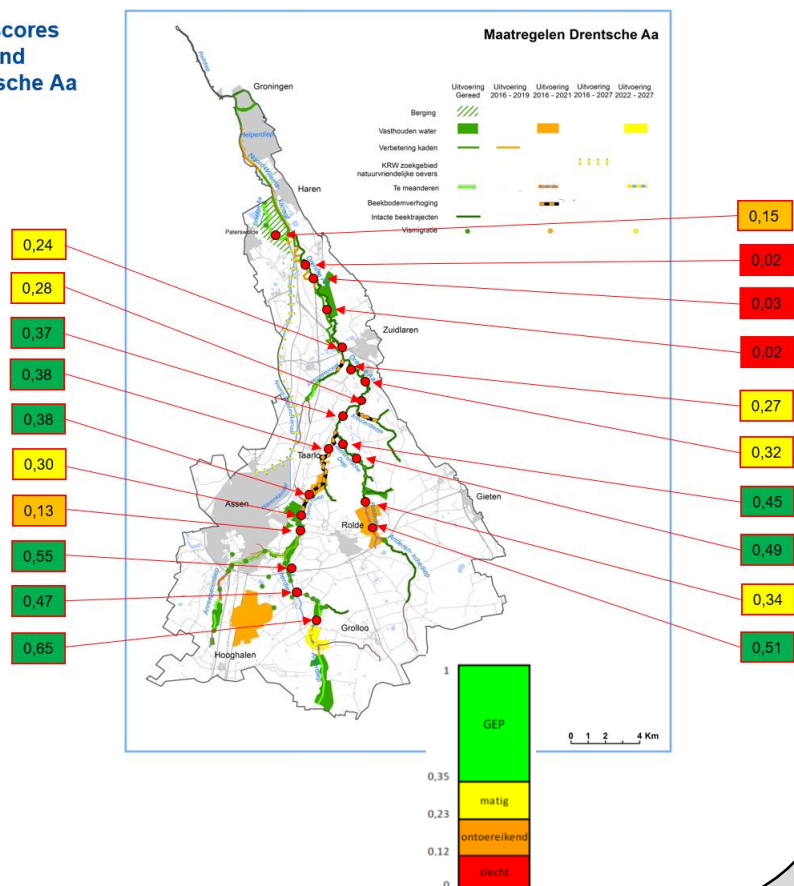 cores
nd
sche Aa
Maatregelen Drentsche Aa
Uitvoering Gereed
Uitvoering 2016 - 2019
Uitvoering 2016 - 2021
Uitvoering 2016 - 2027
Uitvoering 2022 - 2027
Berging
Vasthouden water
Verbetering kaden
KRW zoekgebied
natuurvriendelijke oevers
Te meanderen
Beekbodemverhoging
Intacte beektrajecten
Vismigratie
Groningen
Helperdiep
Haren
Paterswolde
Zuidlaren
Taarlo
Assen
Gieten
Rolde
Grolloo
Hooghalen
0,24
0,28
0,37
0,38
0,38
0,30
0,13
0,55
0,47
0,65
0,15
0,02
0,03
0,02
0,27
0,32
0,45
0,49
0,34
0,51
1
GEP
0,35
matig
0,23
ontoereikend
0,12
slecht
0
0 1 2 4 Km